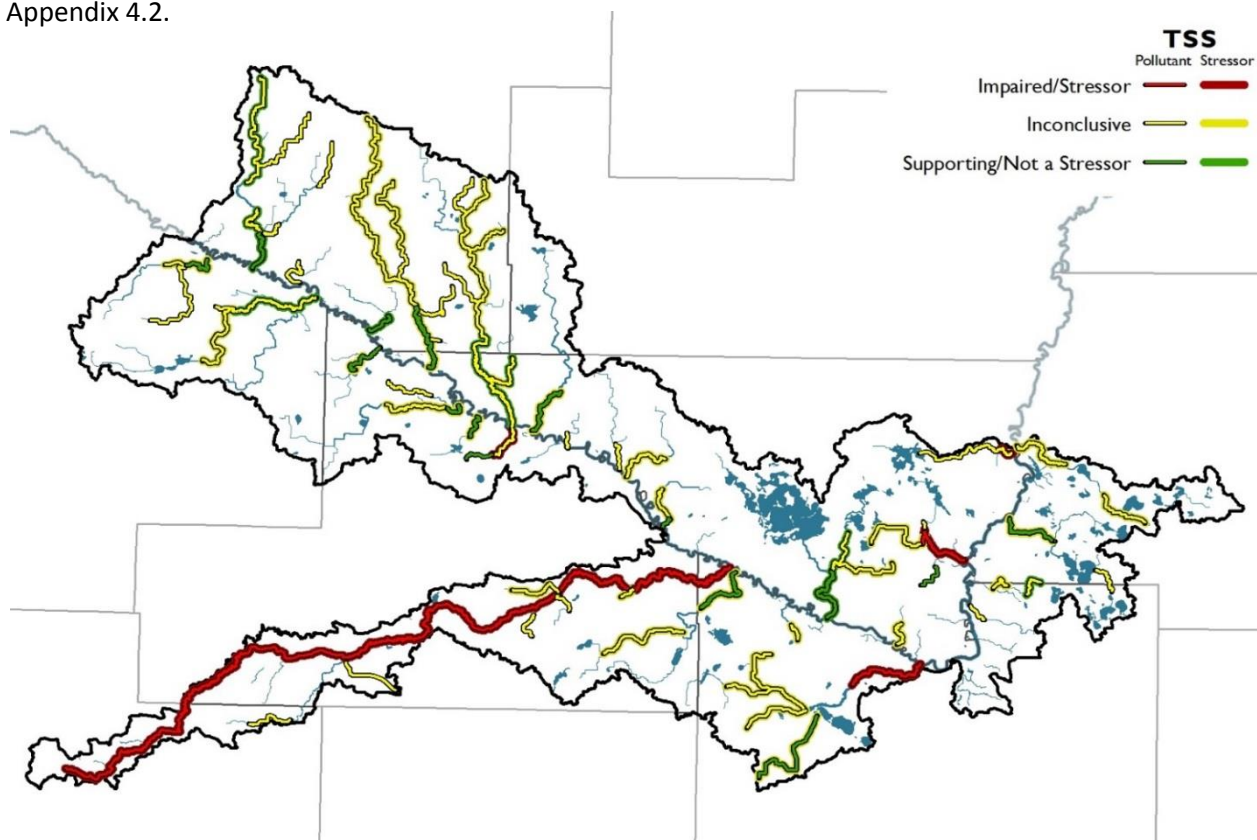 Appendix 4.2.
TSS
Pollutant Stressor
Impaired/Stressor
Inconclusive
Supporting/Not a Stressor